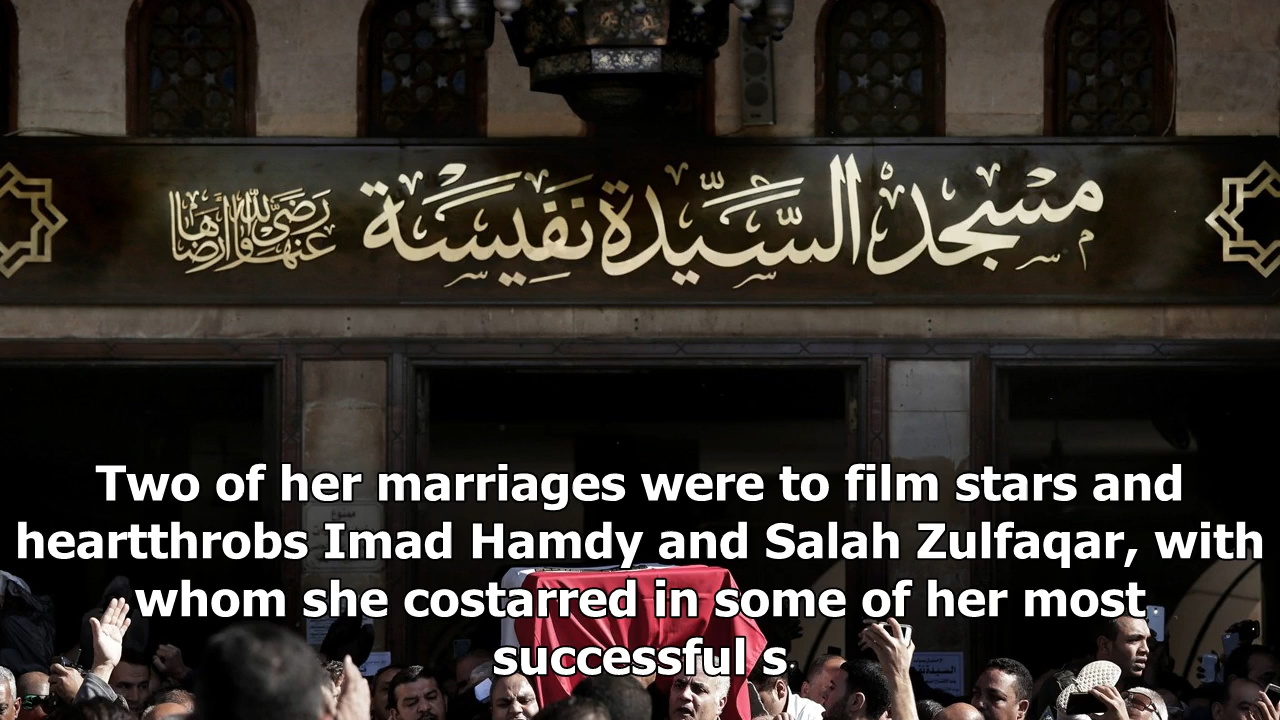 مسجد السيدة نفيسة رضي الله عنها وأرضاها
Two of her marriages were to film stars and
heartthrobs Imad Hamdy and Salah Zulfaqar, with
whom she costarred in some of her most
successful s